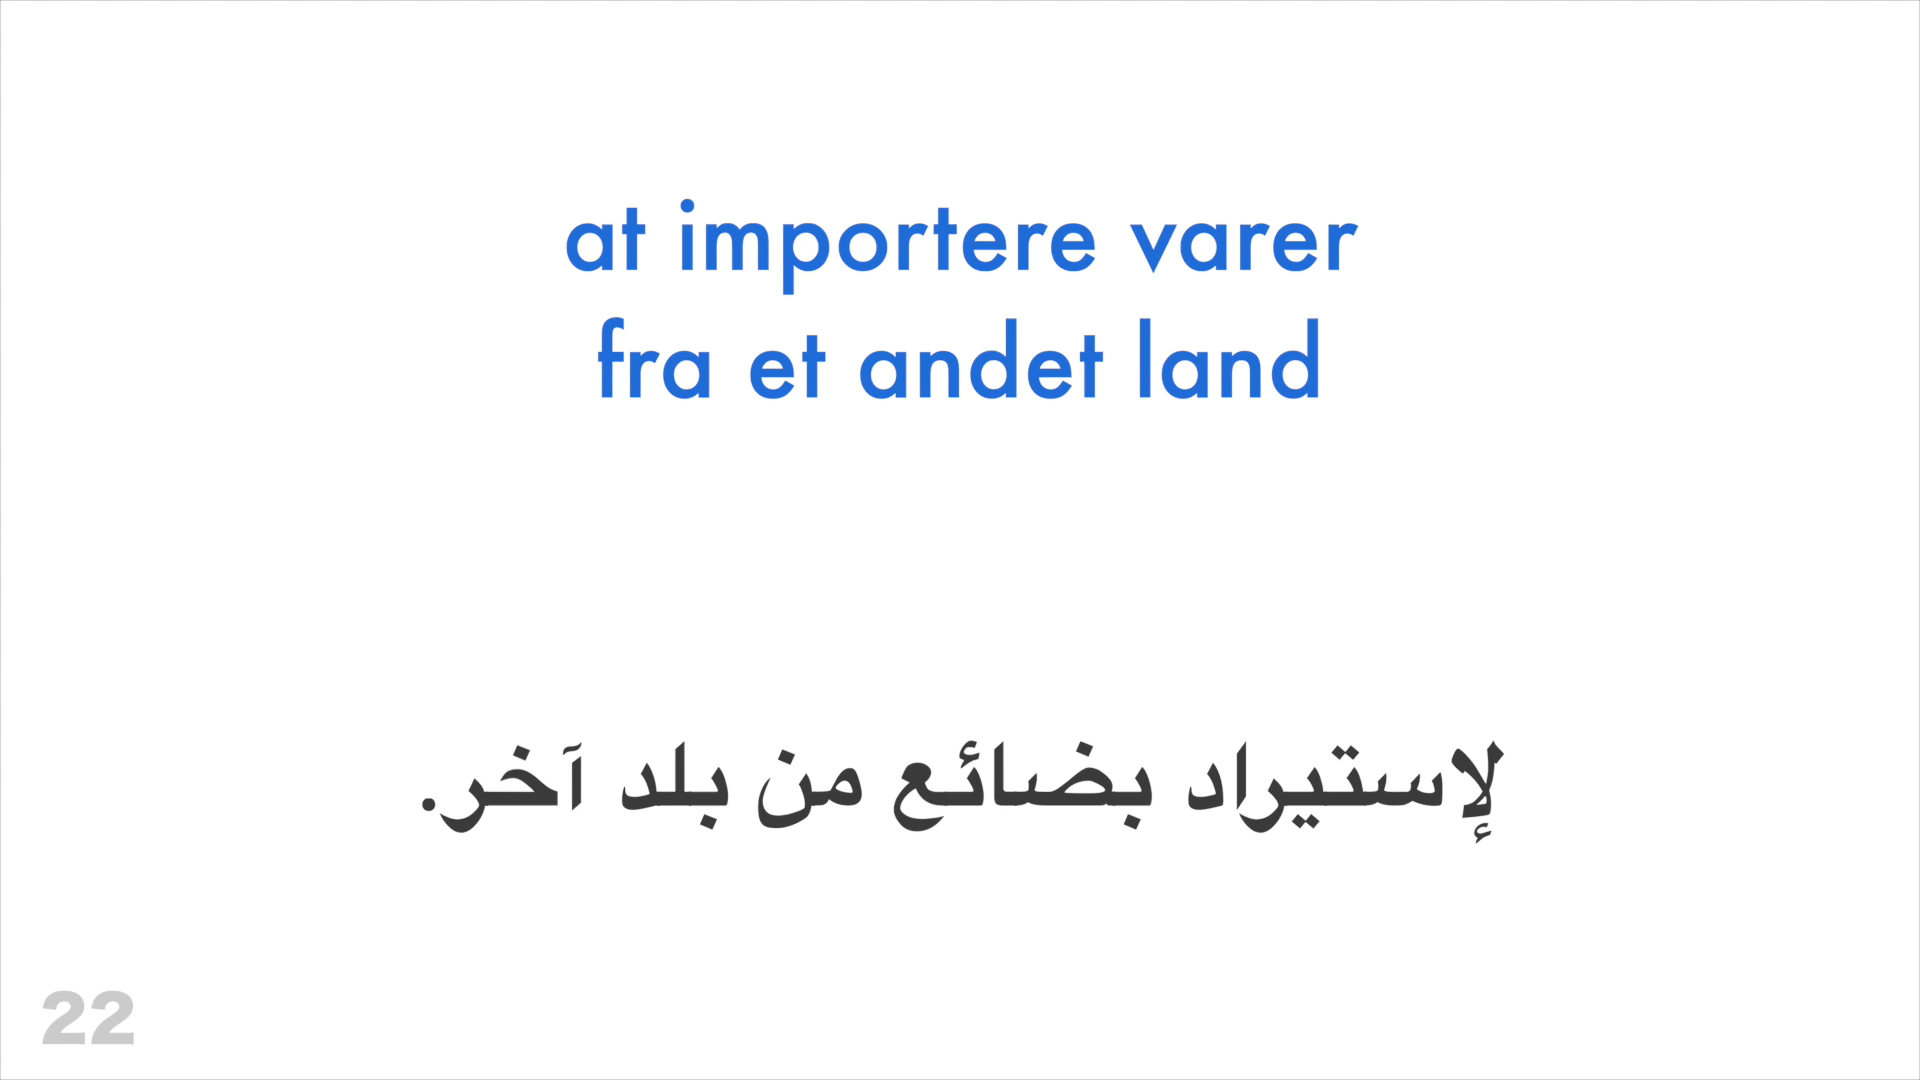 at importere varer
fra et andet land
لإستيراد بضائع من بلد آخر.
22